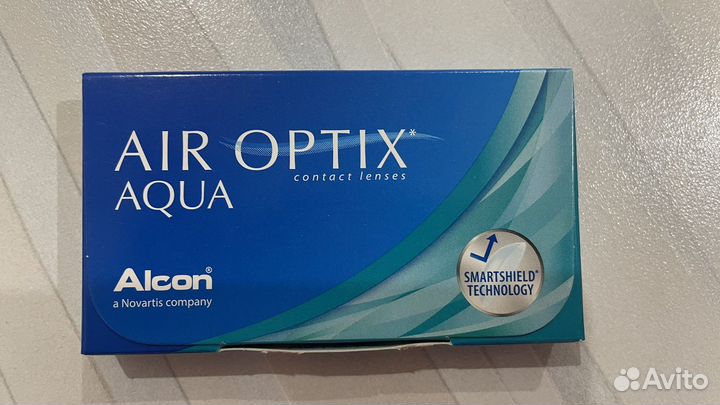 AIR OPTIX*
contact lenses
AQUA
Alcon®
a Novartis company
SMARTSHIELD®
TECHNOLOGY
Avito